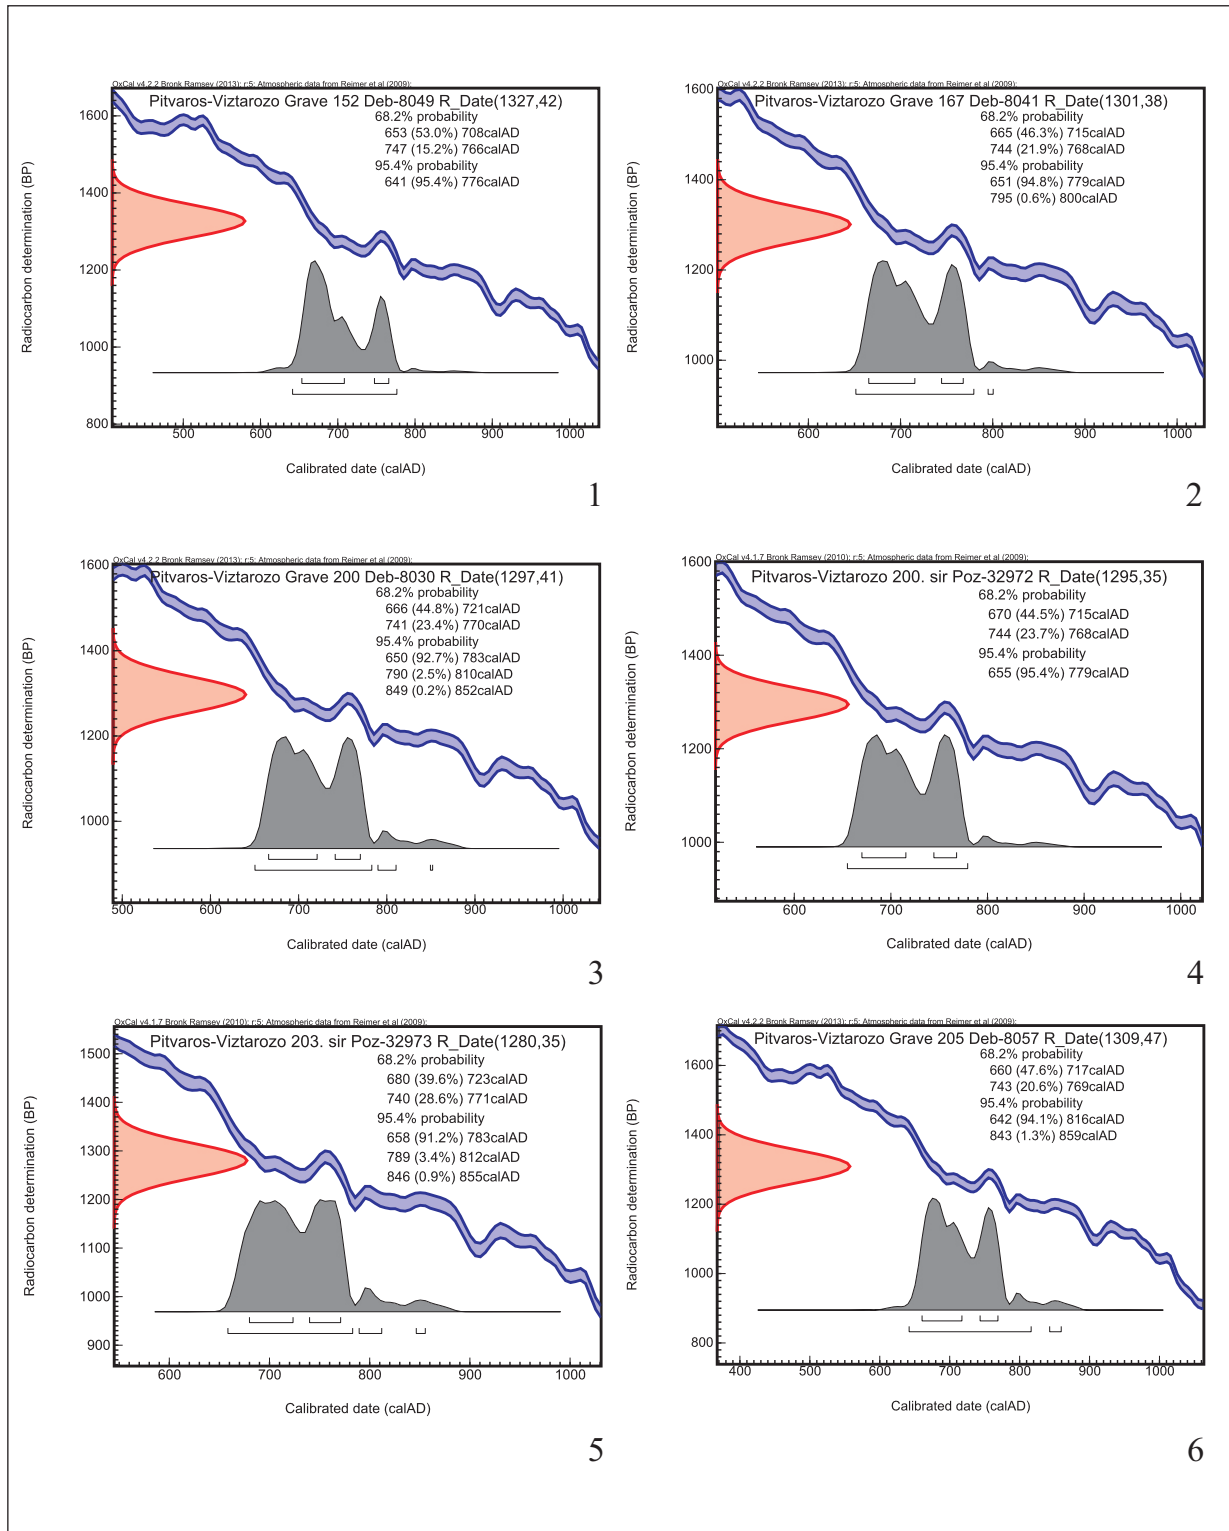 OxCal v4.2.2 Bronk Ramsey (2013); r:5; Atmospheric data from Reimer et al (2009);
Pitvaros-Viztarozo Grave 152 Deb-8049 R_Date(1327,42)
68.2% probability
653 (53.0%) 708calAD
747 (15.2%) 766calAD
95.4% probability
641 (95.4%) 776calAD
Radiocarbon determination (BP)
1600
1400
1200
1000
800
500 600 700 800 900 1000
Calibrated date (calAD)
1
OxCal v4.2.2 Bronk Ramsey (2013); r:5; Atmospheric data from Reimer et al (2009);
Pitvaros-Viztarozo Grave 167 Deb-8041 R_Date(1301,38)
68.2% probability
665 (46.3%) 715calAD
744 (21.9%) 768calAD
95.4% probability
651 (94.8%) 779calAD
795 (0.6%) 800calAD
Radiocarbon determination (BP)
1600
1400
1200
1000
600 700 800 900 1000
Calibrated date (calAD)
2
OxCal v4.2.2 Bronk Ramsey (2013); r:5; Atmospheric data from Reimer et al (2009);
Pitvaros-Viztarozo Grave 200 Deb-8030 R_Date(1297,41)
68.2% probability
666 (44.8%) 721calAD
741 (23.4%) 770calAD
95.4% probability
650 (92.7%) 783calAD
790 (2.5%) 810calAD
849 (0.2%) 852calAD
Radiocarbon determination (BP)
1600
1400
1200
1000
500 600 700 800 900 1000
Calibrated date (calAD)
3
OxCal v4.1.7 Bronk Ramsey (2010); r:5; Atmospheric data from Reimer et al (2009);
Pitvaros-Viztarozo 200. sir Poz-32972 R_Date(1295,35)
68.2% probability
670 (44.5%) 715calAD
744 (23.7%) 768calAD
95.4% probability
655 (95.4%) 779calAD
Radiocarbon determination (BP)
1600
1400
1200
1000
600 700 800 900 1000
Calibrated date (calAD)
4
OxCal v4.1.7 Bronk Ramsey (2010); r:5; Atmospheric data from Reimer et al (2009);
Pitvaros-Viztarozo 203. sir Poz-32973 R_Date(1280,35)
68.2% probability
680 (39.6%) 723calAD
740 (28.6%) 771calAD
95.4% probability
658 (91.2%) 783calAD
789 (3.4%) 812calAD
846 (0.9%) 855calAD
Radiocarbon determination (BP)
1500
1400
1300
1200
1100
1000
900
600 700 800 900 1000
Calibrated date (calAD)
5
OxCal v4.2.2 Bronk Ramsey (2013); r:5; Atmospheric data from Reimer et al (2009);
Pitvaros-Viztarozo Grave 205 Deb-8057 R_Date(1309,47)
68.2% probability
660 (47.6%) 717calAD
743 (20.6%) 769calAD
95.4% probability
642 (94.1%) 816calAD
843 (1.3%) 859calAD
Radiocarbon determination (BP)
1600
1400
1200
1000
800
400 500 600 700 800 900 1000
Calibrated date (calAD)
6